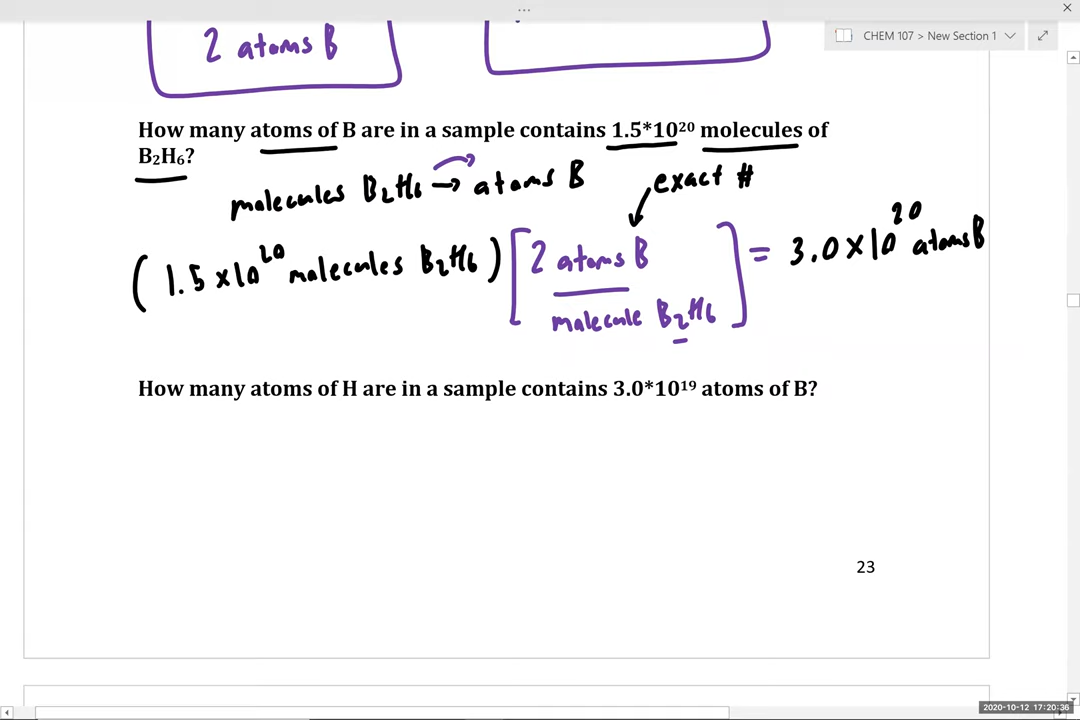 CHEM 107 > New Section 1
2 atoms B
How many atoms of B are in a sample contains 1.5*10²⁰ molecules of
B₂H₆?
molecules B₂H₆ → atoms B
exact #
(1.5 × 10²⁰ molecules B₂H₆) [2 atoms B / molecule B₂H₆] = 3.0 × 10²⁰ atoms B
How many atoms of H are in a sample contains 3.0*10¹⁹ atoms of B?
23
2020-10-12 17:20:36